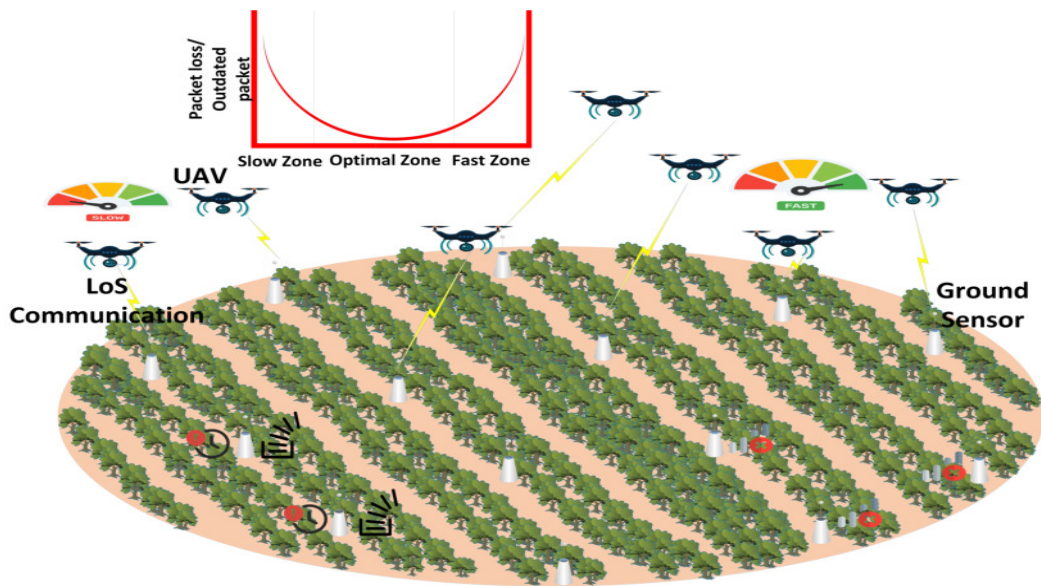 Packet loss/
Outdated
packet
Slow Zone Optimal Zone Fast Zone
UAV
SLOW
FAST
LoS
Communication
Ground
Sensor